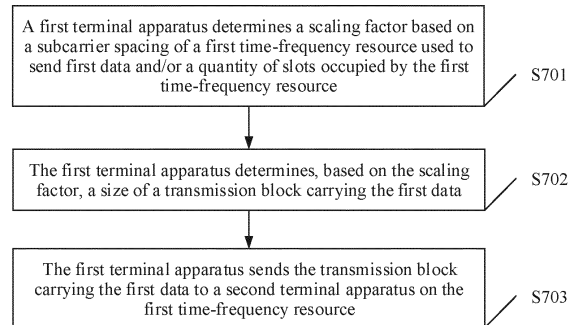 A first terminal apparatus determines a scaling factor based on
a subcarrier spacing of a first time-frequency resource used to
send first data and/or a quantity of slots occupied by the first
time-frequency resource
S701
The first terminal apparatus determines, based on the scaling
factor, a size of a transmission block carrying the first data
S702
The first terminal apparatus sends the transmission block
carrying the first data to a second terminal apparatus on the
first time-frequency resource
S703